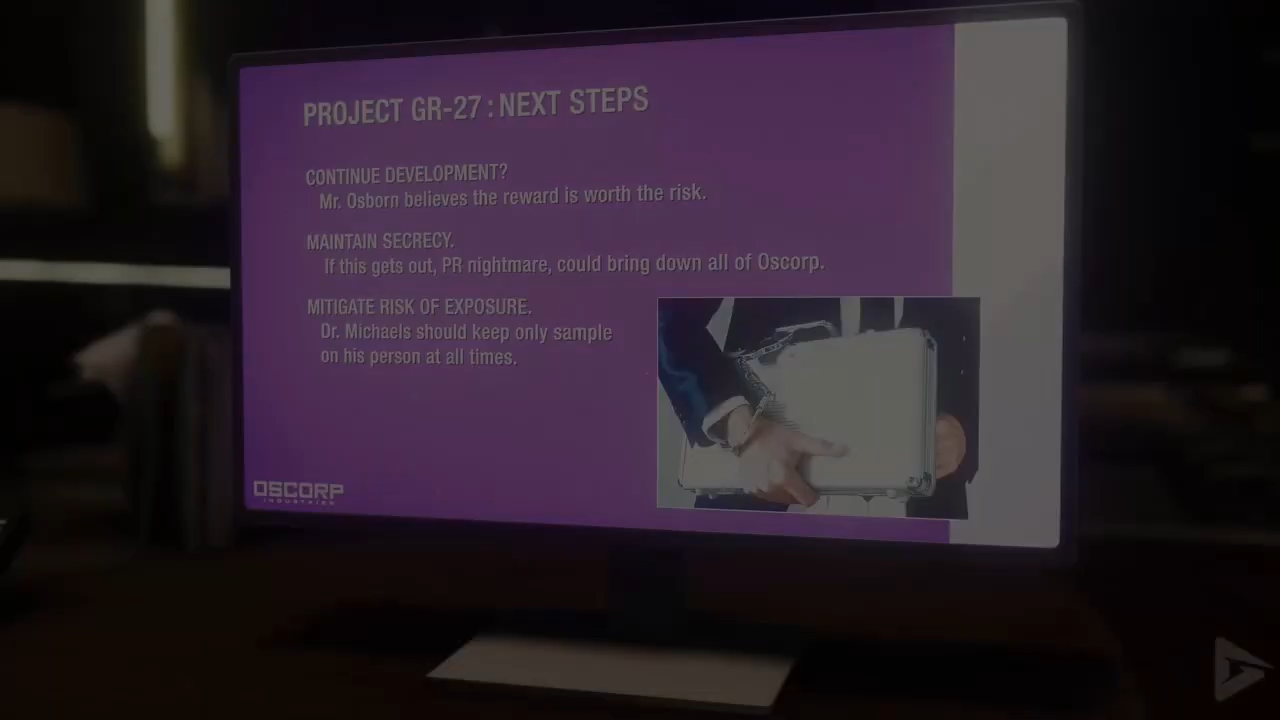 PROJECT GR-27 : NEXT STEPS
CONTINUE DEVELOPMENT?
Mr. Osborn believes the reward is worth the risk.
MAINTAIN SECRECY.
If this gets out, PR nightmare, could bring down all of Oscorp.
MITIGATE RISK OF EXPOSURE.
Dr. Michaels should keep only sample
on his person at all times.
OSCORP
INDUSTRIES